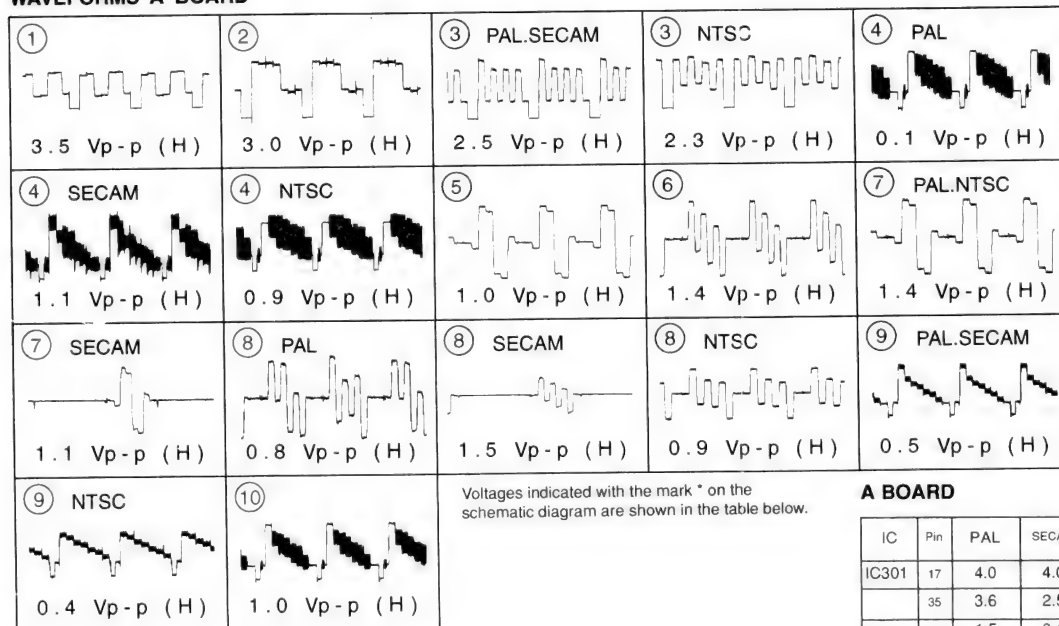 WAVEFORMS A BOARD
① ② ③ PAL.SECAM ③ NTSC ④ PAL
3.5 Vp-p (H) 3.0 Vp-p (H) 2.5 Vp-p (H) 2.3 Vp-p (H) 0.1 Vp-p (H)
④ SECAM ④ NTSC ⑤ ⑥ ⑦ PAL.NTSC
1.1 Vp-p (H) 0.9 Vp-p (H) 1.0 Vp-p (H) 1.4 Vp-p (H) 1.4 Vp-p (H)
⑦ SECAM ⑧ PAL ⑧ SECAM ⑧ NTSC ⑨ PAL.SECAM
1.1 Vp-p (H) 0.8 Vp-p (H) 1.5 Vp-p (H) 0.9 Vp-p (H) 0.5 Vp-p (H)
⑨ NTSC ⑩
0.4 Vp-p (H) 1.0 Vp-p (H)
Voltages indicated with the mark * on the
schematic diagram are shown in the table below.
A BOARD
IC Pin PAL
IC301 17 4.0 4.0
35 3.6